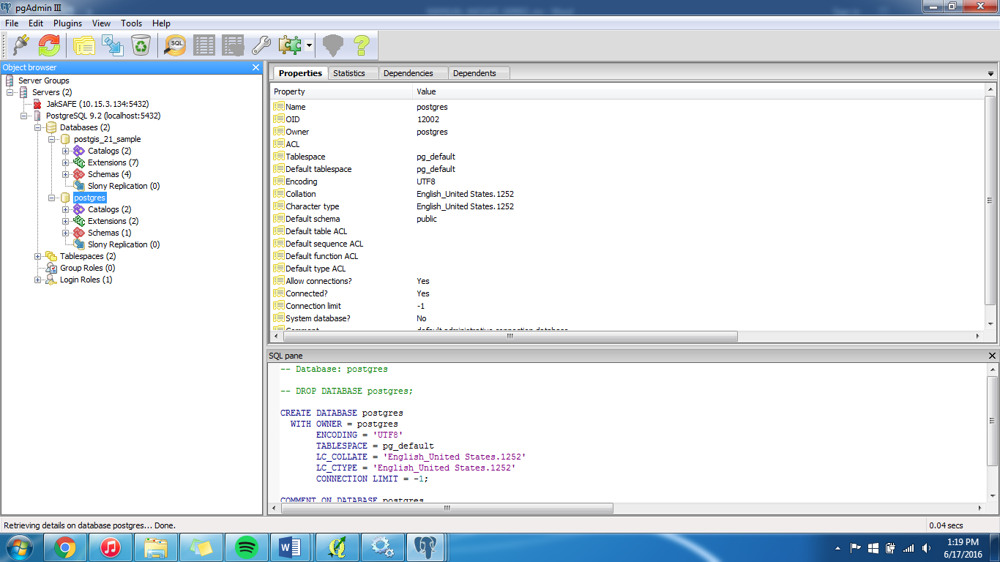 pgAdmin III
File Edit Plugins View Tools Help
SQL
Object browser
Server Groups
Servers (2)
JakSAFE (10.15.3.134:5432)
PostgreSQL 9.2 (localhost:5432)
Databases (2)
postgis_21_sample
Catalogs (2)
Extensions (7)
Schemas (4)
Slony Replication (0)
postgres
Catalogs (2)
Extensions (2)
Schemas (1)
Slony Replication (0)
Tablespaces (2)
Group Roles (0)
Login Roles (1)
Properties Statistics Dependencies Dependents
Property Value
Name postgres
OID 12002
Owner postgres
ACL
Tablespace pg_default
Default tablespace pg_default
Encoding UTF8
Collation English_United States.1252
Character type English_United States.1252
Default schema public
Default table ACL
Default sequence ACL
Default function ACL
Default type ACL
Allow connections? Yes
Connected? Yes
Connection limit -1
System database? No
Comment default administrative connection database
SQL pane
-- Database: postgres
-- DROP DATABASE postgres;
CREATE DATABASE postgres
WITH OWNER = postgres
ENCODING = 'UTF8'
TABLESPACE = pg_default
LC_COLLATE = 'English_United States.1252'
LC_CTYPE = 'English_United States.1252'
CONNECTION LIMIT = -1;
COMMENT ON DATABASE postgres
Retrieving details on database postgres... Done.
0.04 secs
1:19 PM
6/17/2016